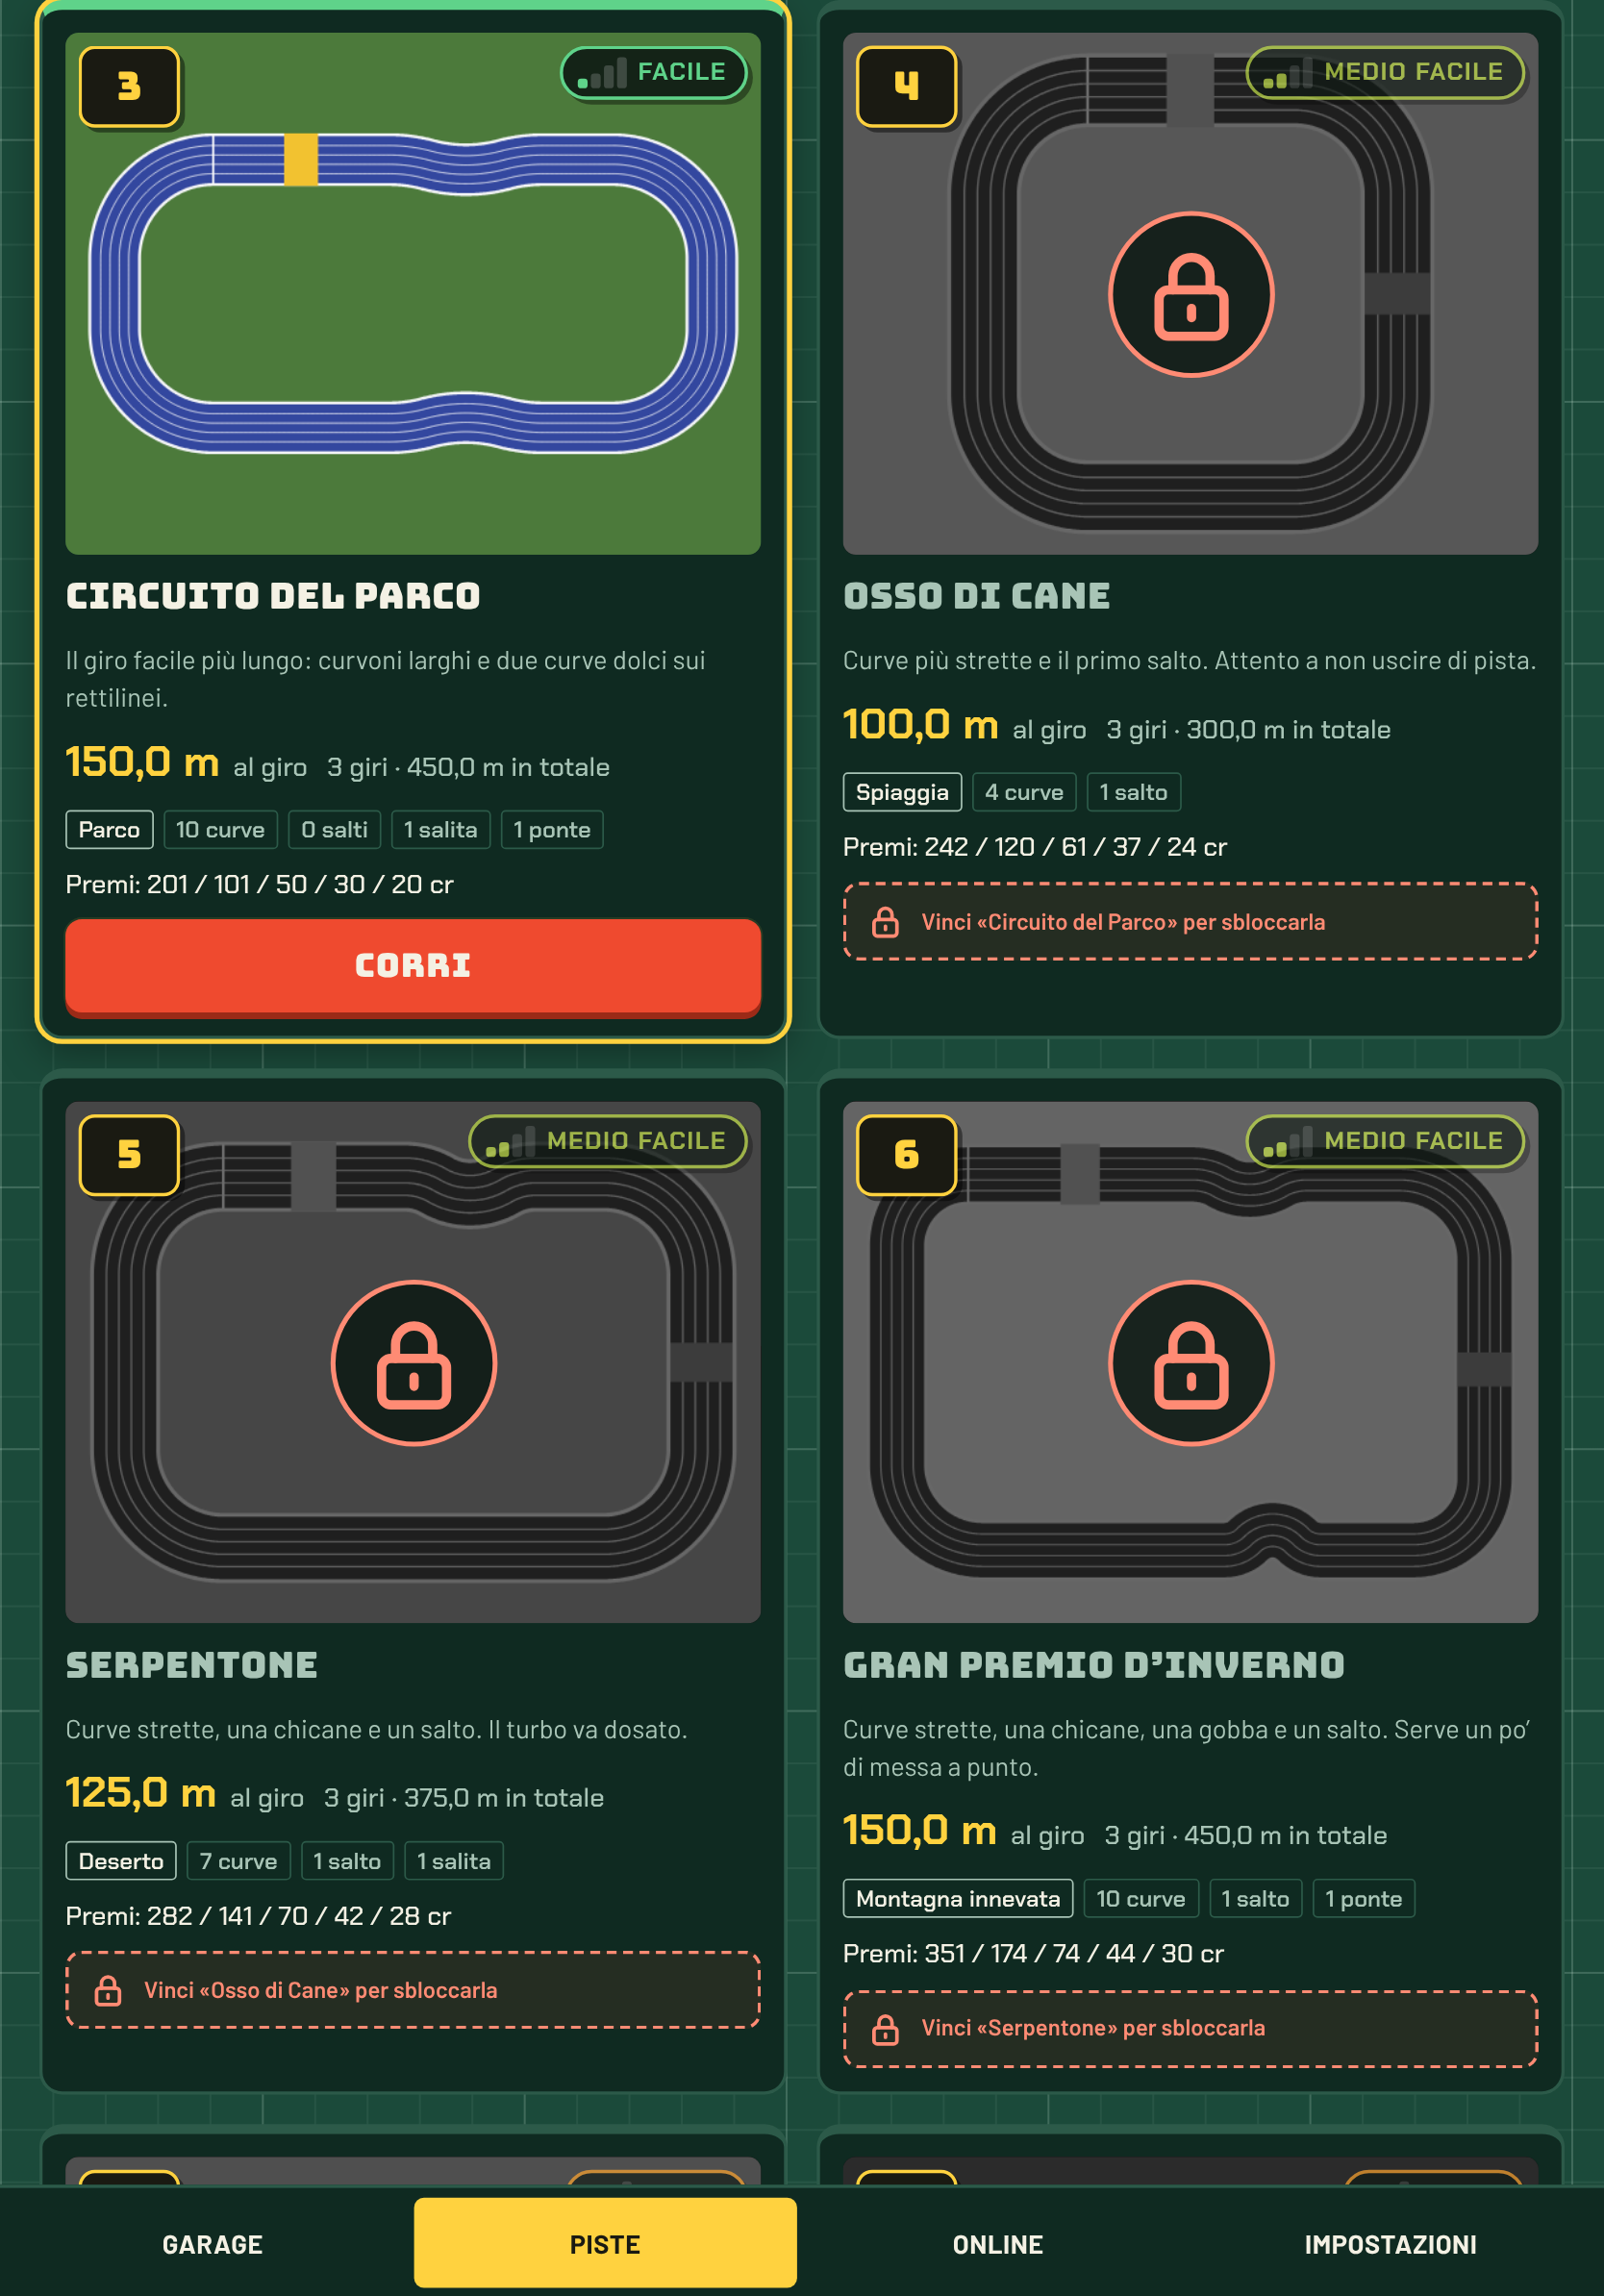 3
FACILE
CIRCUITO DEL PARCO
Il giro facile più lungo: curvoni larghi e due curve dolci sui
rettilinei.
150,0 m al giro 3 giri · 450,0 m in totale
Parco 10 curve 0 salti 1 salita 1 ponte
Premi: 201 / 101 / 50 / 30 / 20 cr
CORRI
4
MEDIO FACILE
OSSO DI CANE
Curve più strette e il primo salto. Attento a non uscire di pista.
100,0 m al giro 3 giri · 300,0 m in totale
Spiaggia 4 curve 1 salto
Premi: 242 / 120 / 61 / 37 / 24 cr
Vinci «Circuito del Parco» per sbloccarla
5
MEDIO FACILE
SERPENTONE
Curve strette, una chicane e un salto. Il turbo va dosato.
125,0 m al giro 3 giri · 375,0 m in totale
Deserto 7 curve 1 salto 1 salita
Premi: 282 / 141 / 70 / 42 / 28 cr
Vinci «Osso di Cane» per sbloccarla
6
MEDIO FACILE
GRAN PREMIO D’INVERNO
Curve strette, una chicane, una gobba e un salto. Serve un po’
di messa a punto.
150,0 m al giro 3 giri · 450,0 m in totale
Montagna innevata 10 curve 1 salto 1 ponte
Premi: 351 / 174 / 74 / 44 / 30 cr
Vinci «Serpentone» per sbloccarla
GARAGE PISTE ONLINE IMPOSTAZIONI